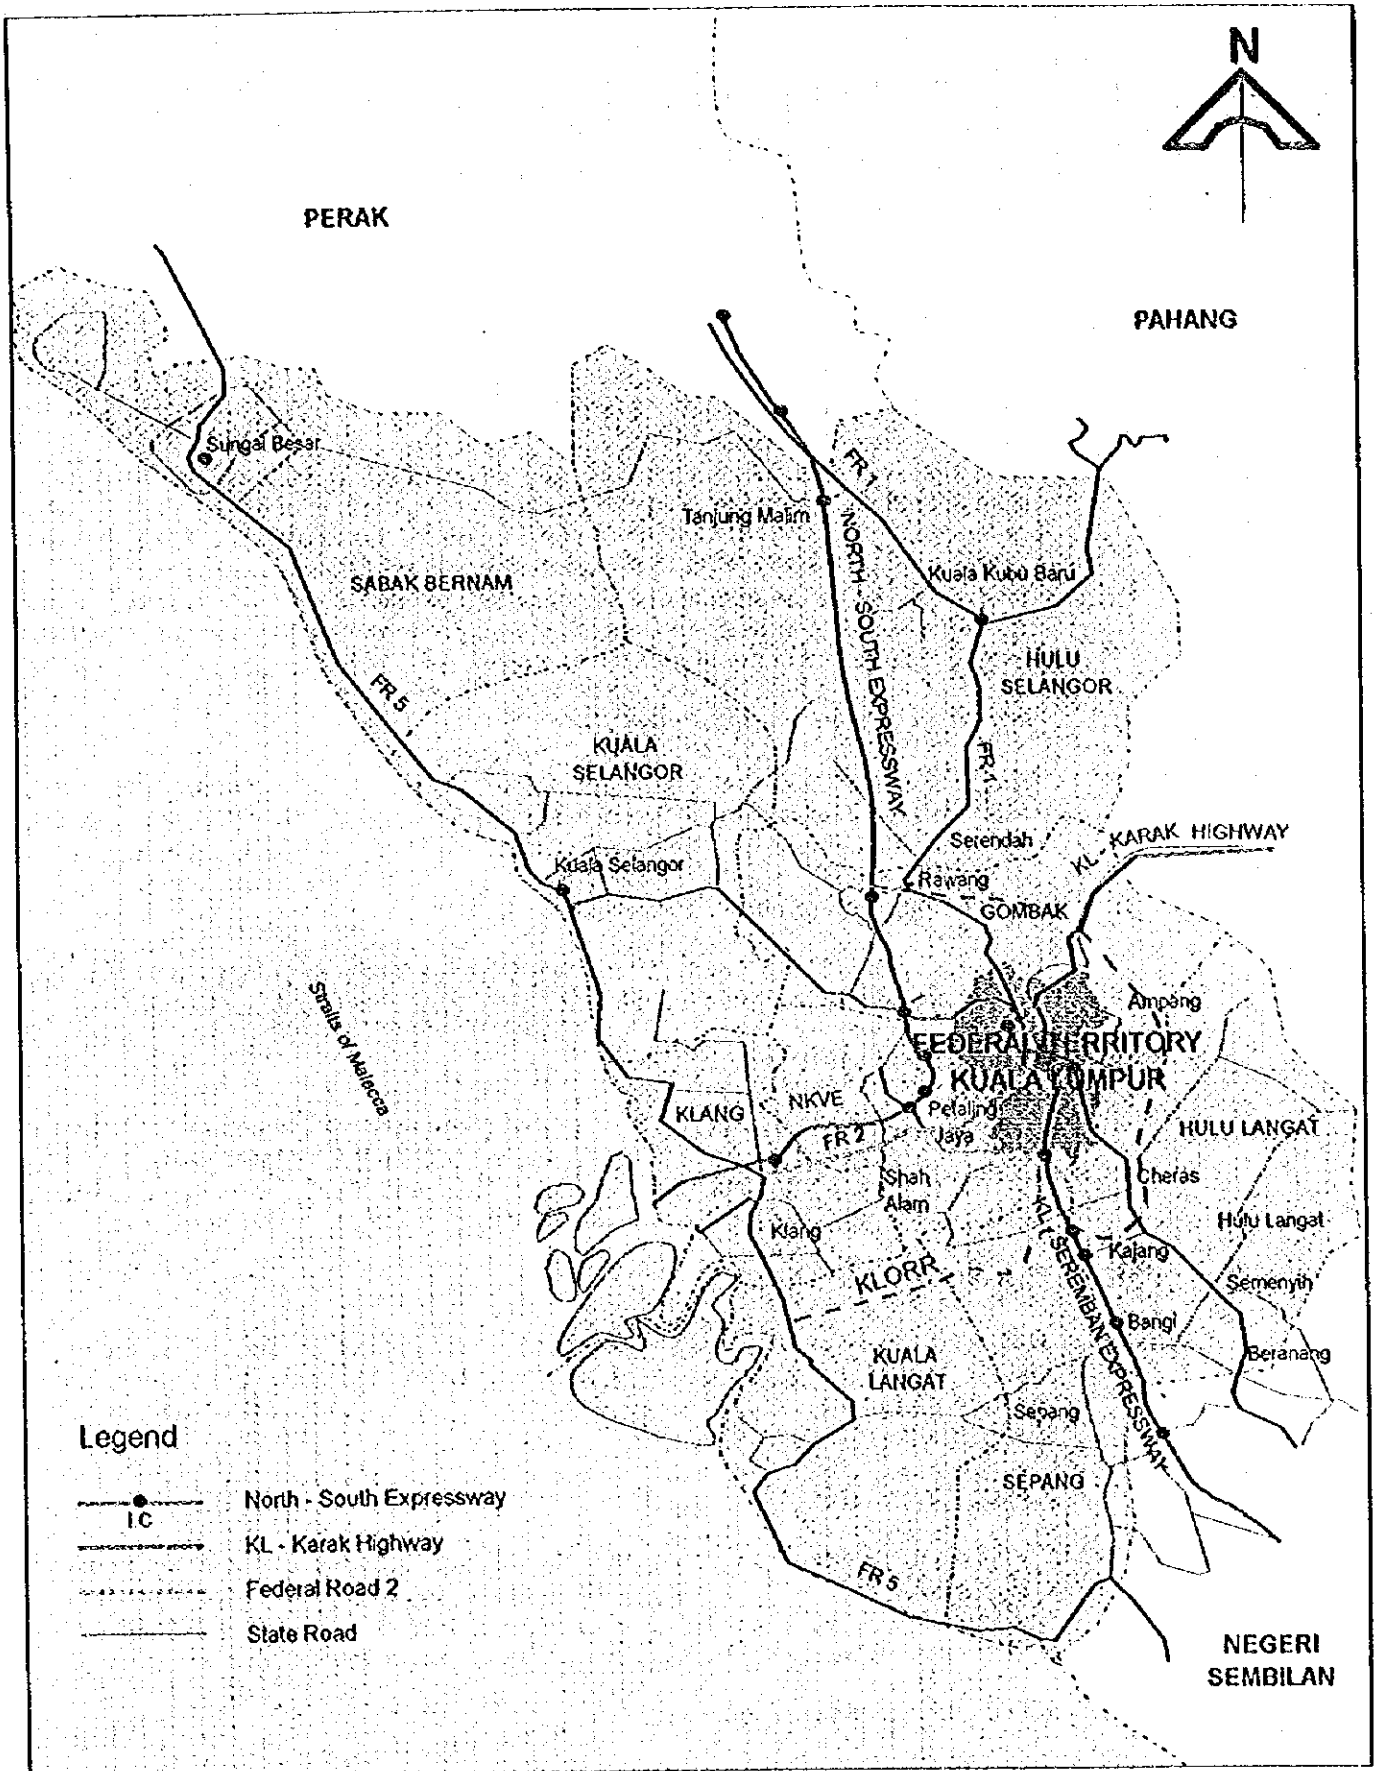 N
PERAK
PAHANG
Sungai Besar
FR 1
Tanjung Malim
NORTH - SOUTH EXPRESSWAY
Kuala Kubu Baru
SABAK BERNAM
HULU
SELANGOR
FR 5
KUALA
SELANGOR
FR 1
Serendah
KL KARAK HIGHWAY
Kuala Selangor
Rawang
GOMBAK
Straits of Malacca
Ampang
FEDERAL TERRITORY
KUALA LUMPUR
KLANG
NKVE
Petaling
Jaya
FR 2
HULU LANGAT
Shah
Alam
Cheras
Klang
Hulu Langat
Kajang
KLORR
KL - SEREMBAN EXPRESSWAY
Semenyih
Bangi
Beranang
KUALA
LANGAT
Sepang
SEPANG
FR 5
Legend
I.C
North - South Expressway
KL - Karak Highway
Federal Road 2
State Road
NEGERI
SEMBILAN